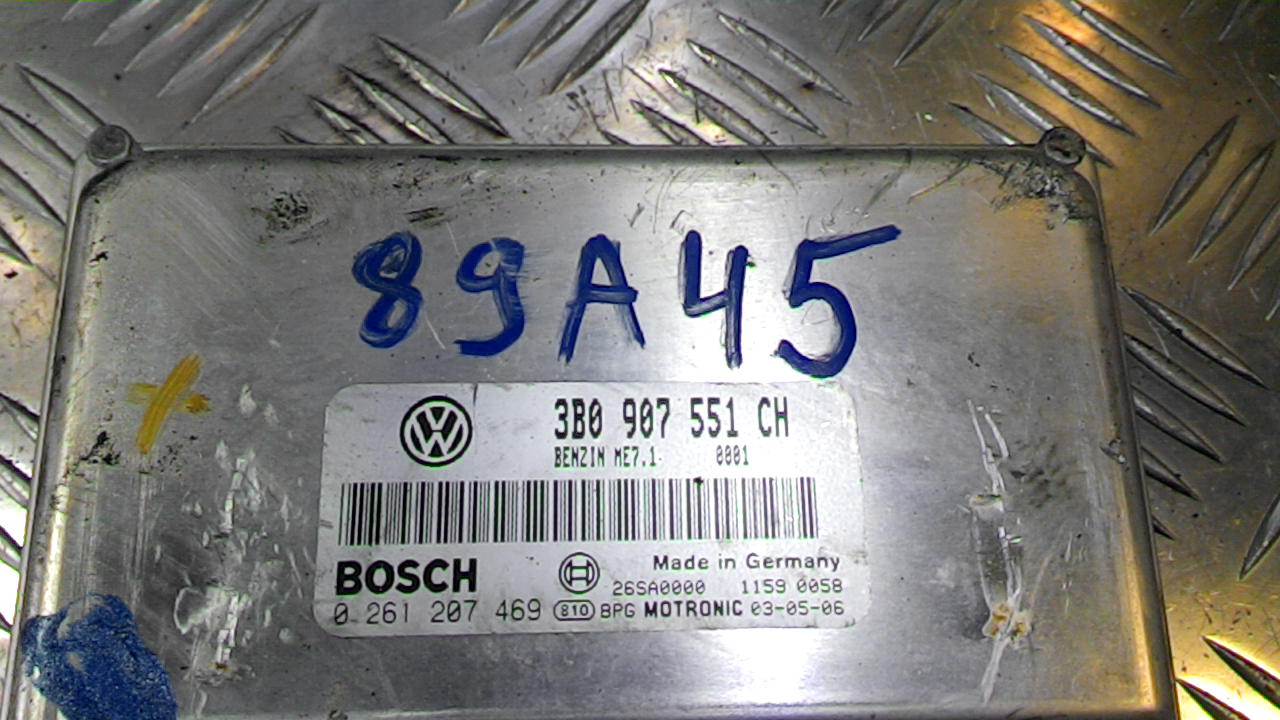 89A45
3B0 907 551 CH
BENZIN ME7.1 0001
Made in Germany
BOSCH
26SA0000 1159 0058
0 261 207 469 810 BPG MOTRONIC 03-05-06